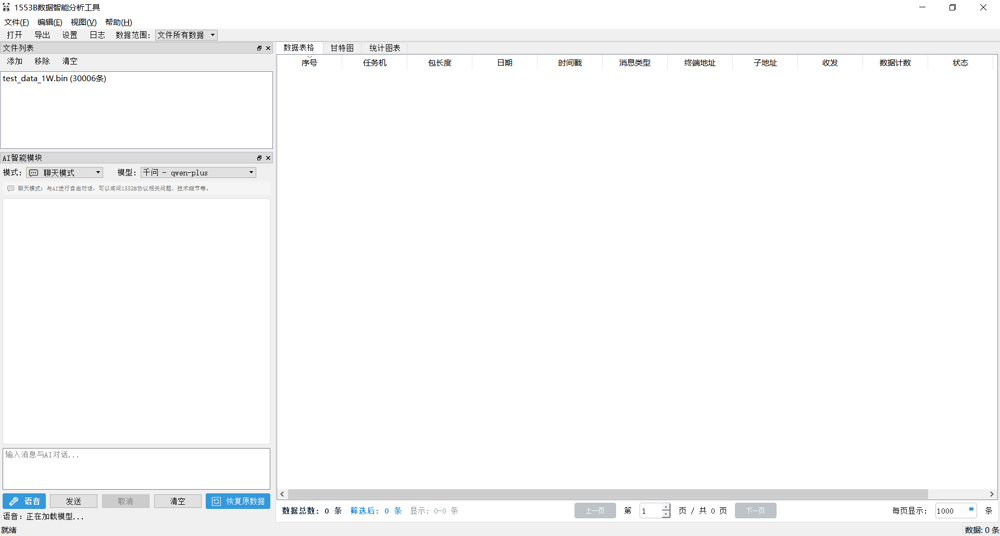 1553B数据智能分析工具
文件(F) 编辑(E) 视图(V) 帮助(H)
打开 导出 设置 日志 数据范围: 文件所有数据
文件列表
添加 移除 清空
test_data_1W.bin (30006条)
AI智能模块
模式: 聊天模式 模型: 千问 - qwen-plus
聊天模式: 与AI进行自由对话，可以询问1553B协议相关问题、技术细节等。
输入消息与AI对话...
语音 发送 取消 清空 恢复原数据
语音: 正在加载模型...
就绪
数据表格 甘特图 统计图表
序号 任务机 包长度 日期 时间戳 消息类型 终端地址 子地址 收发 数据计数 状态
数据总数: 0 条 筛选后: 0 条 显示: 0-0 条 上一页 第 1 页 / 共 0 页 下一页 每页显示: 1000 条
数据: 0 条